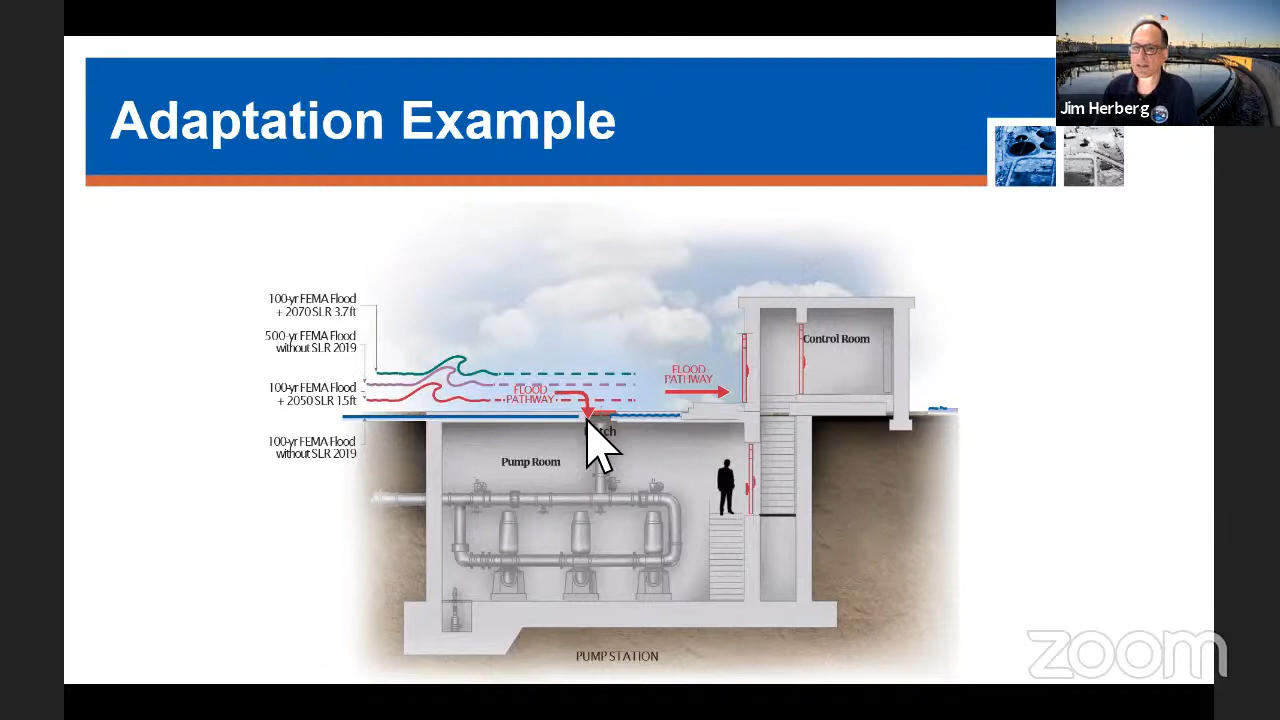 Adaptation Example
Jim Herberg
100-yr FEMA Flood
+ 2070 SLR 3.7ft
500-yr FEMA Flood
without SLR 2019
100-yr FEMA Flood
+ 2050 SLR 1.5ft
100-yr FEMA Flood
without SLR 2019
FLOOD
PATHWAY
FLOOD
PATHWAY
Control Room
Pump Room
PUMP STATION
zoom